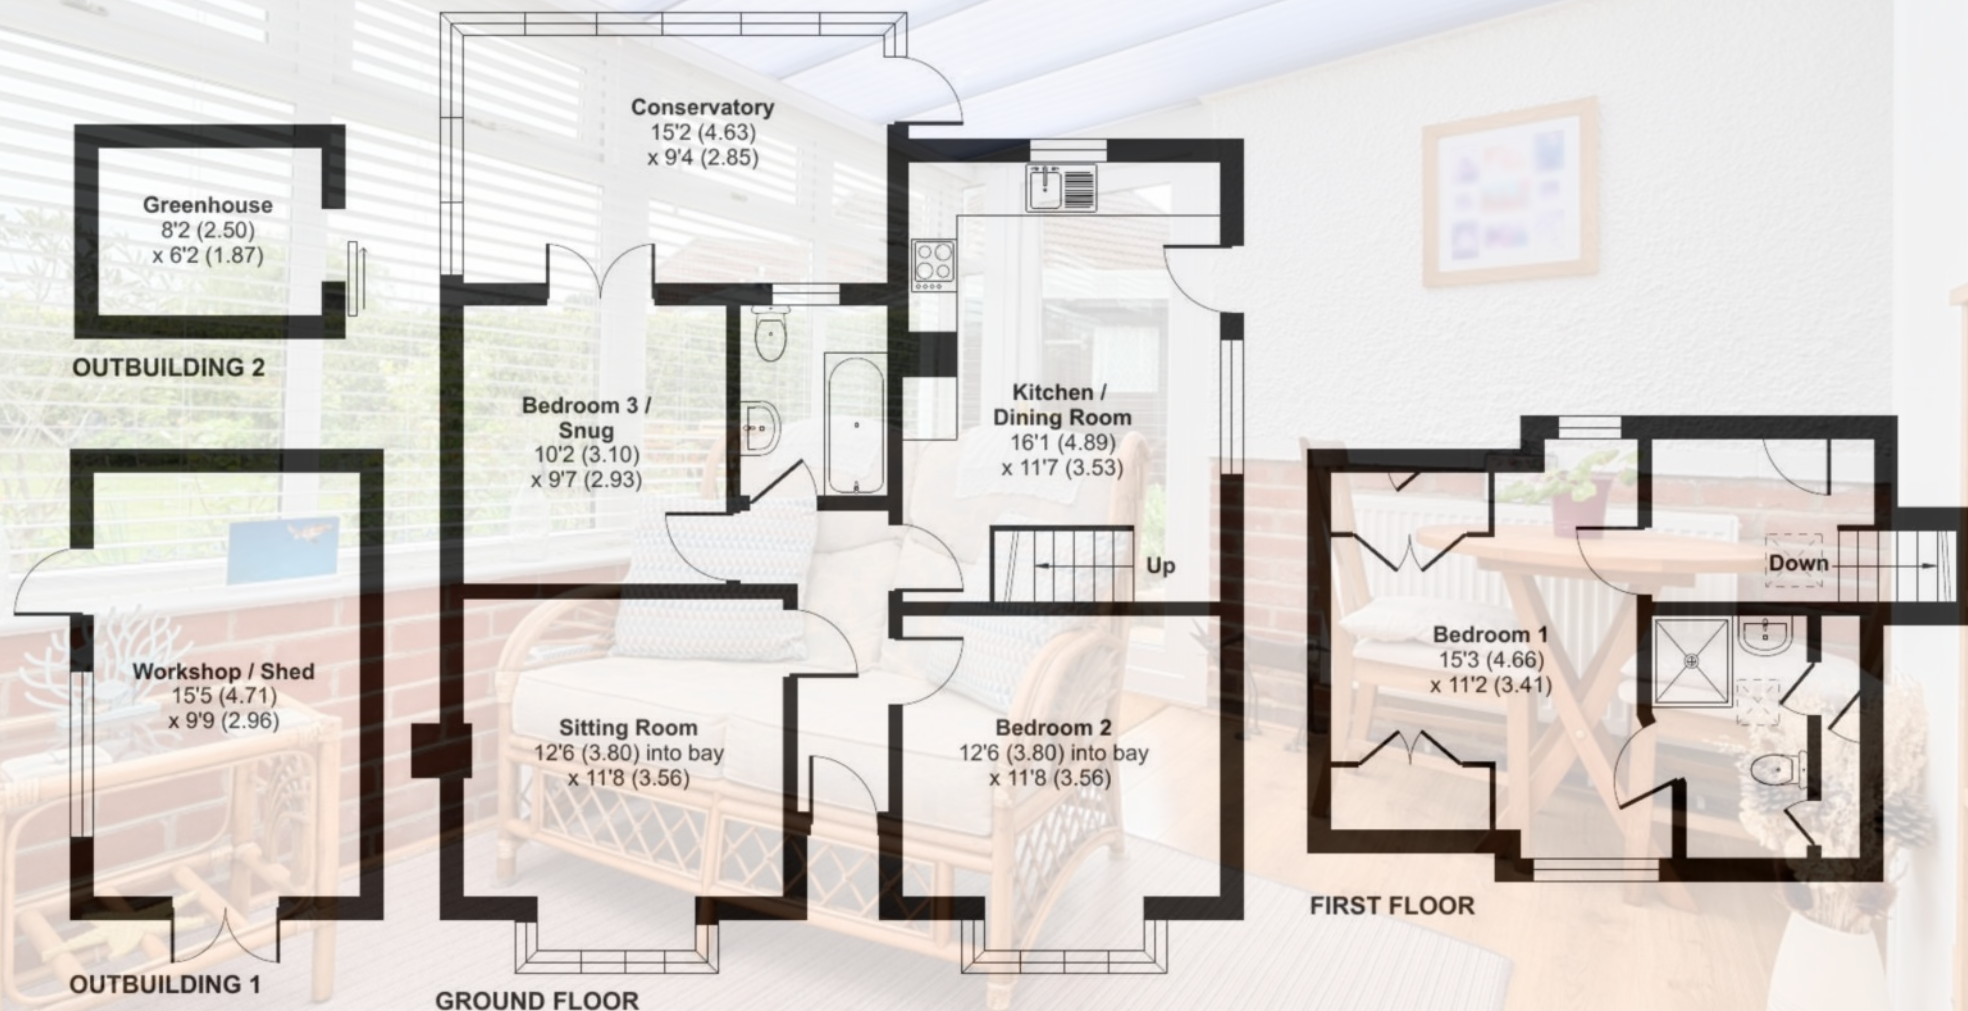 Conservatory
15'2 (4.63)
x 9'4 (2.85)
Greenhouse
8'2 (2.50)
x 6'2 (1.87)
OUTBUILDING 2
Bedroom 3 /
Snug
10'2 (3.10)
x 9'7 (2.93)
Kitchen /
Dining Room
16'1 (4.89)
x 11'7 (3.53)
Up
Down
Workshop / Shed
15'5 (4.71)
x 9'9 (2.96)
Sitting Room
12'6 (3.80) into bay
x 11'8 (3.56)
Bedroom 2
12'6 (3.80) into bay
x 11'8 (3.56)
Bedroom 1
15'3 (4.66)
x 11'2 (3.41)
FIRST FLOOR
OUTBUILDING 1
GROUND FLOOR